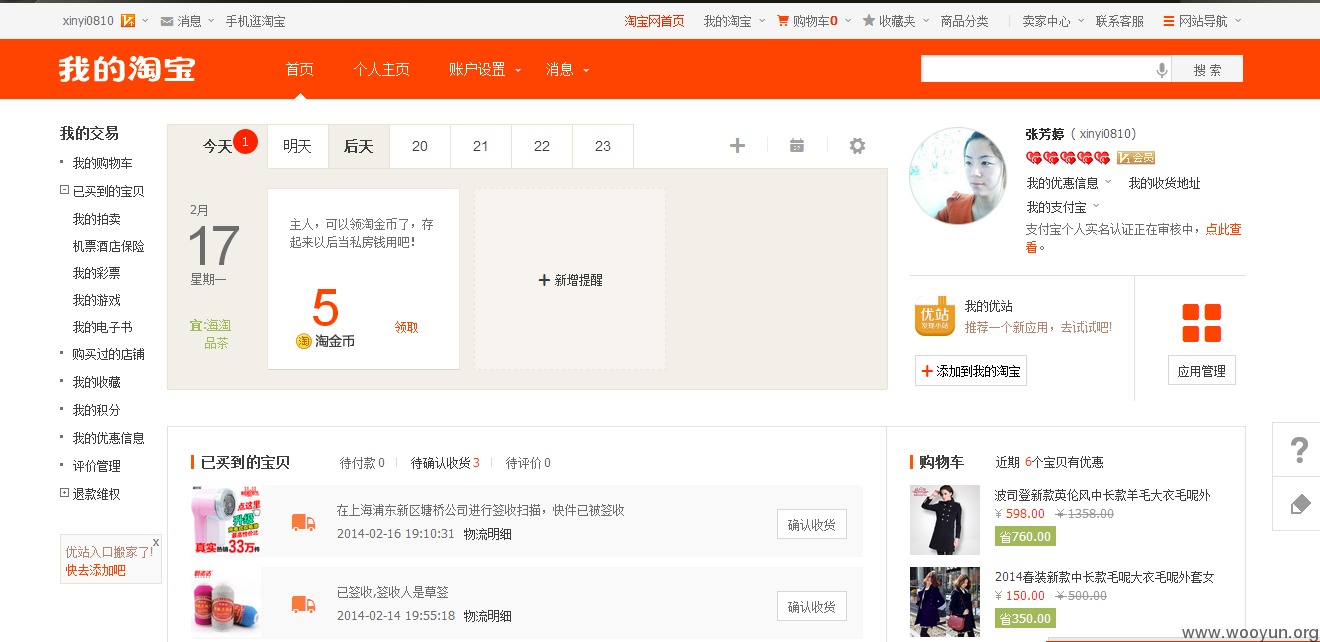 xinyi0810 消息 手机逛淘宝 淘宝网首页 我的淘宝 购物车0 收藏夹 商品分类 卖家中心 联系客服 网站导航
我的淘宝 首页 个人主页 账户设置 消息 搜 索
我的交易
我的购物车
已买到的宝贝
我的拍卖
机票酒店保险
我的彩票
我的游戏
我的电子书
购买过的店铺
我的收藏
我的积分
我的优惠信息
评价管理
退款维权
优站入口搬家了! x
快去添加吧
今天 1 明天 后天 20 21 22 23
2月
17
星期一
宜:海淘
品茶
主人，可以领淘金币了，存
起来以后当私房钱用吧!
5
淘 淘金币 领取
+ 新增提醒
张芳婷（xinyi0810）
会员
我的优惠信息 我的收货地址
我的支付宝
支付宝个人实名认证正在审核中，点此查
看。
优站
发现小站
我的优站
推荐一个新应用，去试试吧!
+ 添加到我的淘宝
应用管理
已买到的宝贝 待付款 0 待确认收货 3 待评价 0
点这里
升级
真实热销33万件
在上海浦东新区塘桥公司进行签收扫描，快件已被签收
2014-02-16 19:10:31 物流明细
确认收货
已签收,签收人是草签
2014-02-14 19:55:18 物流明细
确认收货
购物车 近期 6个宝贝有优惠
波司登新款英伦风中长款羊毛大衣毛呢外
¥ 598.00 ¥ 1358.00
省760.00
2014春装新款中长款毛呢大衣毛呢外套女
¥ 150.00 ¥ 500.00
省350.00
?
www.wooyun.org